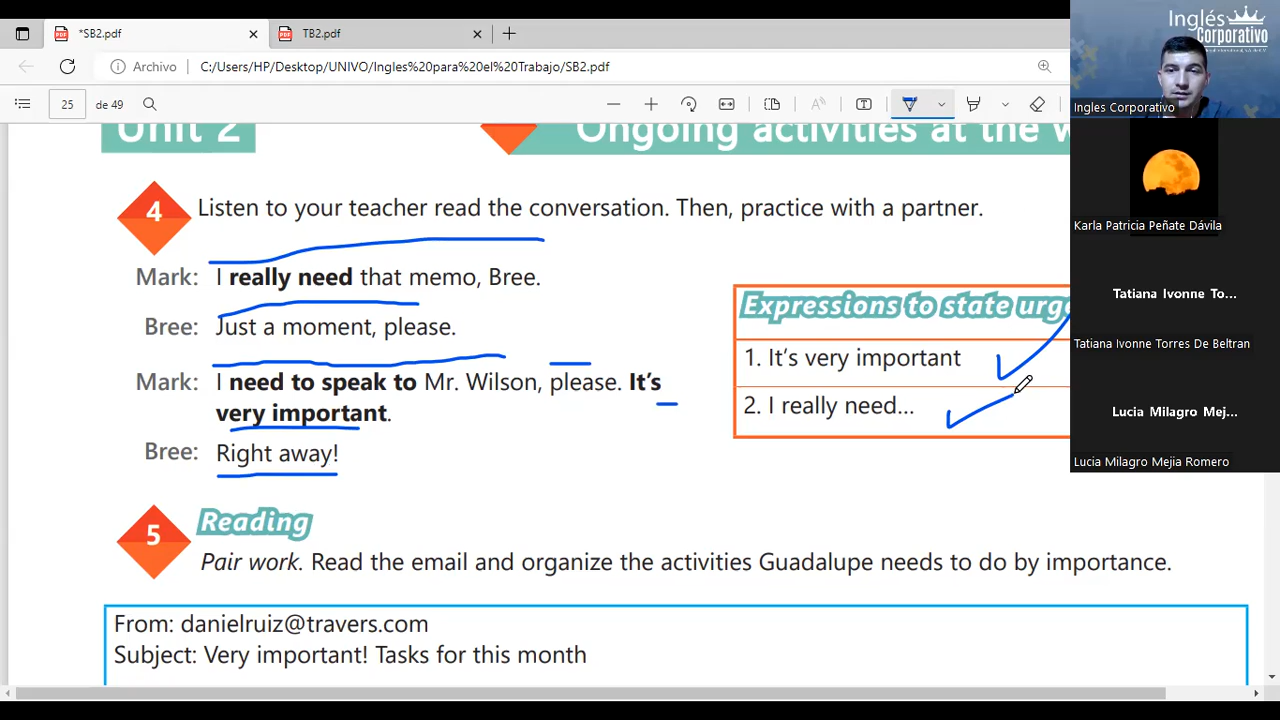 *SB2.pdf
TB2.pdf
Archivo
C:/Users/HP/Desktop/UNIVO/Ingles%20para%20el%20Trabajo/SB2.pdf
25 de 49
Inglés
Corporativo
Ingles Corporativo
Karla Patricia Peñate Dávila
Tatiana Ivonne To...
Tatiana Ivonne Torres De Beltran
Lucia Milagro Mej...
Lucia Milagro Mejia Romero
Unit 2
Ongoing activities at the w
4 Listen to your teacher read the conversation. Then, practice with a partner.
Mark: I really need that memo, Bree.
Bree: Just a moment, please.
Mark: I need to speak to Mr. Wilson, please. It's
very important.
Bree: Right away!
Expressions to state urg
1. It's very important
2. I really need...
5 Reading
Pair work. Read the email and organize the activities Guadalupe needs to do by importance.
From: danielruiz@travers.com
Subject: Very important! Tasks for this month